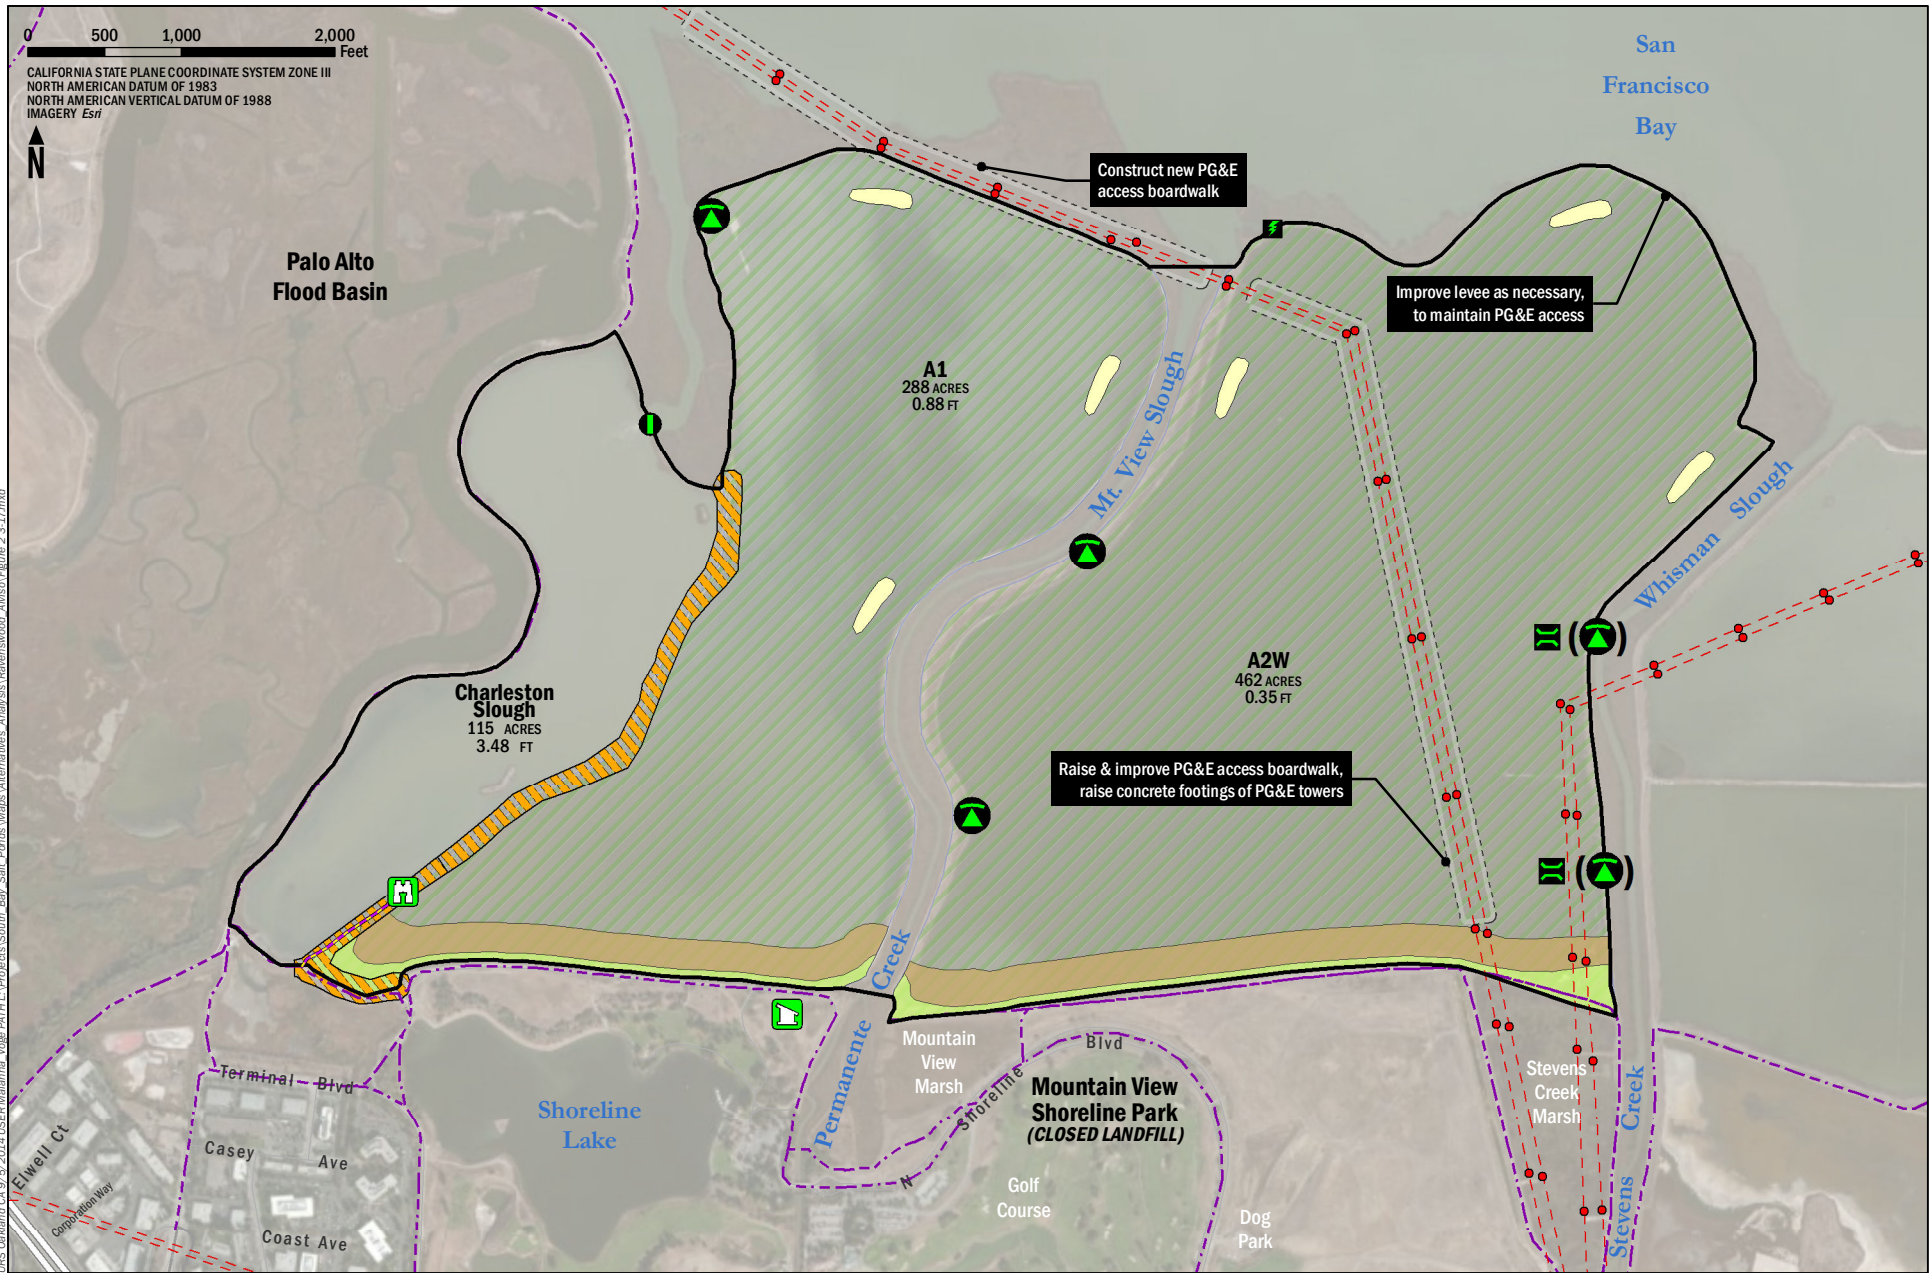 0 500 1,000 2,000
Feet
CALIFORNIA STATE PLANE COORDINATE SYSTEM ZONE III
NORTH AMERICAN DATUM OF 1983
NORTH AMERICAN VERTICAL DATUM OF 1988
IMAGERY Esri
N
San
Francisco
Bay
Construct new PG&E
access boardwalk
Palo Alto
Flood Basin
Improve levee as necessary,
to maintain PG&E access
A1
288 ACRES
0.88 FT
Mt. View Slough
Whisman Slough
A2W
462 ACRES
0.35 FT
Charleston
Slough
115 ACRES
3.48 FT
Raise & improve PG&E access boardwalk,
raise concrete footings of PG&E towers
Permanente Creek
Mountain
View
Marsh
N Shoreline Blvd
Mountain View
Shoreline Park
(CLOSED LANDFILL)
Stevens
Creek
Marsh
Stevens Creek
Terminal Blvd
Shoreline
Lake
Elwell Ct
Casey Ave
Corporation Way
Coast Ave
Golf
Course
Dog
Park